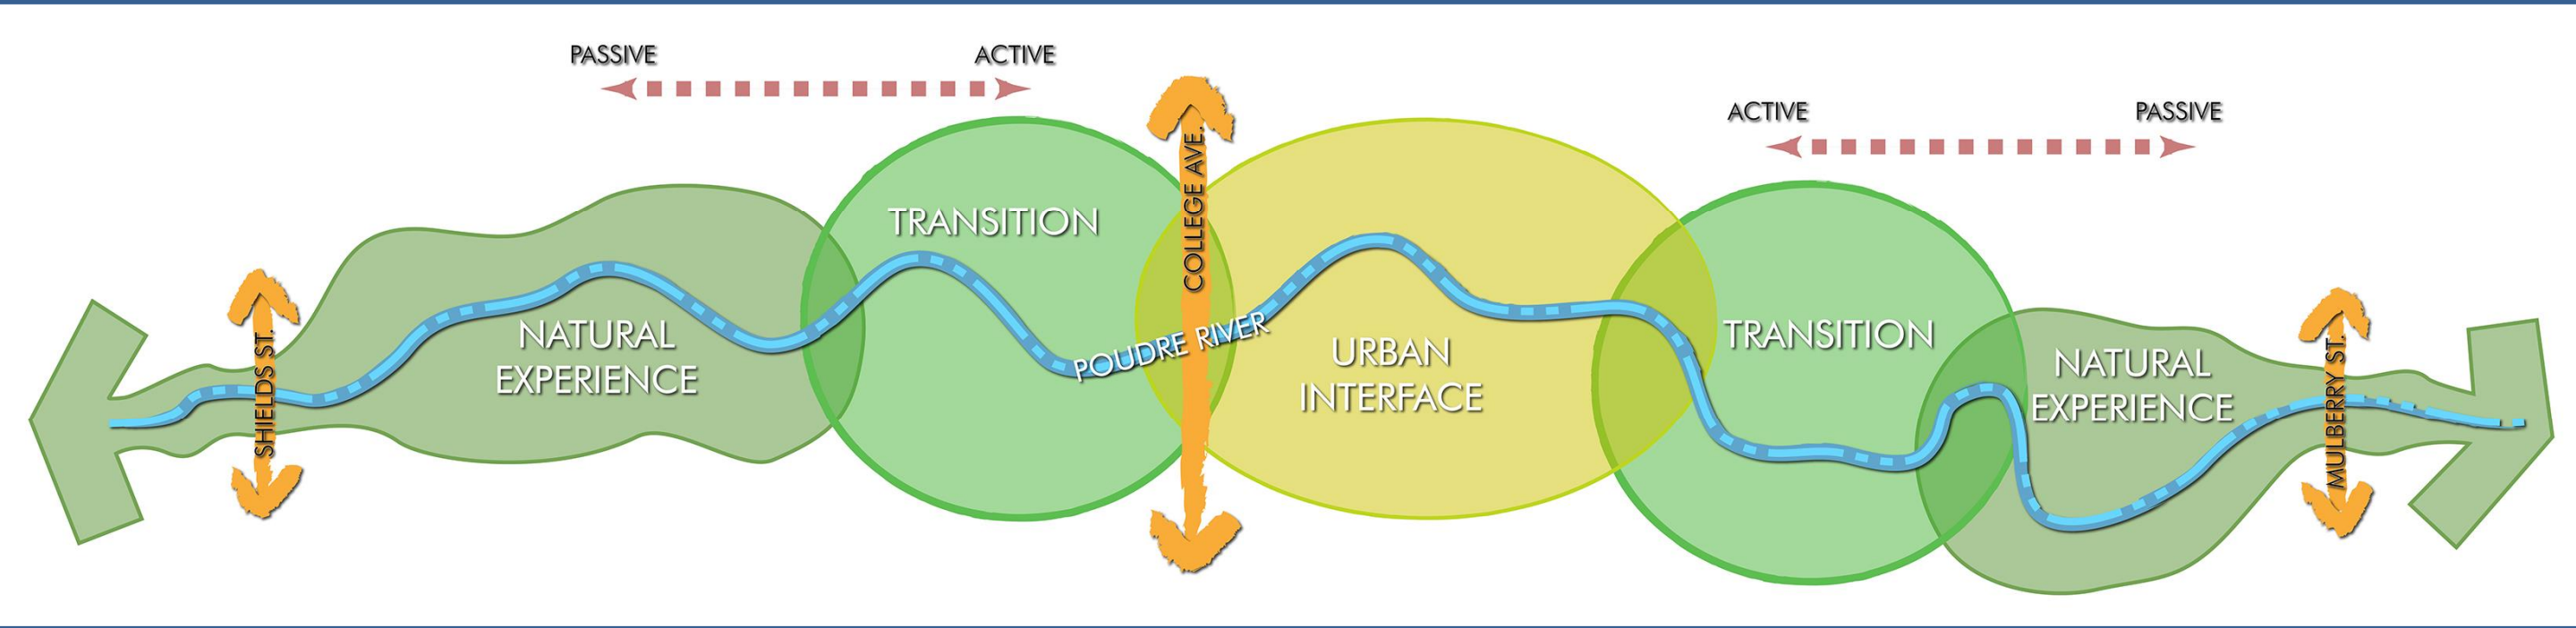 PASSIVE
ACTIVE
ACTIVE
PASSIVE
SHIELDS ST.
NATURAL
EXPERIENCE
TRANSITION
COLLEGE AVE.
POUDRE RIVER
URBAN
INTERFACE
TRANSITION
NATURAL
EXPERIENCE
MULBERRY ST.